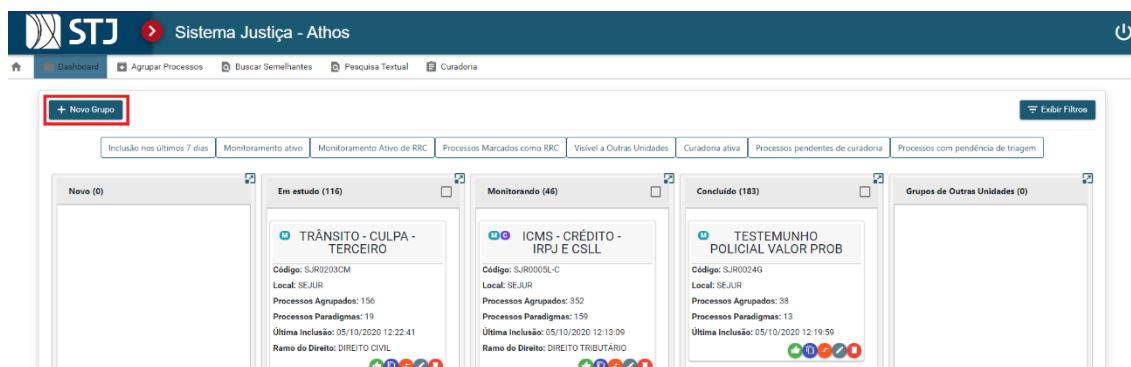 STJ Sistema Justiça - Athos
Dashboard Agrupar Processos Buscar Semelhantes Pesquisa Textual Curadoria
+ Novo Grupo Exibir Filtros
Inclusão nos últimos 7 dias Monitoramento ativo Monitoramento Ativo de RRC Processos Marcados como RRC Visível a Outras Unidades Curadoria ativa Processos pendentes de curadoria Processos com pendência de triagem
Novo (0) Em estudo (116) Monitorando (46) Concluído (183) Grupos de Outras Unidades (0)
M TRÂNSITO - CULPA -
TERCEIRO
Código: SJR0203CM
Local: SEJUR
Processos Agrupados: 156
Processos Paradigmas: 19
Última Inclusão: 05/10/2020 12:22:41
Ramo do Direito: DIREITO CIVIL
M C ICMS - CRÉDITO -
IRPJ E CSLL
Código: SJR0005L-C
Local: SEJUR
Processos Agrupados: 352
Processos Paradigmas: 159
Última Inclusão: 05/10/2020 12:13:09
Ramo do Direito: DIREITO TRIBUTÁRIO
M TESTEMUNHO
POLICIAL VALOR PROB
Código: SJR0024G
Local: SEJUR
Processos Agrupados: 38
Processos Paradigmas: 13
Última Inclusão: 05/10/2020 12:19:59